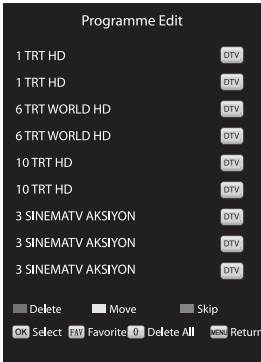 Programme Edit
1 TRT HD DTV
1 TRT HD DTV
6 TRT WORLD HD DTV
6 TRT WORLD HD DTV
10 TRT HD DTV
10 TRT HD DTV
3 SINEMATV AKSIYON DTV
3 SINEMATV AKSIYON DTV
3 SINEMATV AKSIYON DTV
Delete Move Skip
OK Select FAV Favorite 0 Delete All MENU Return